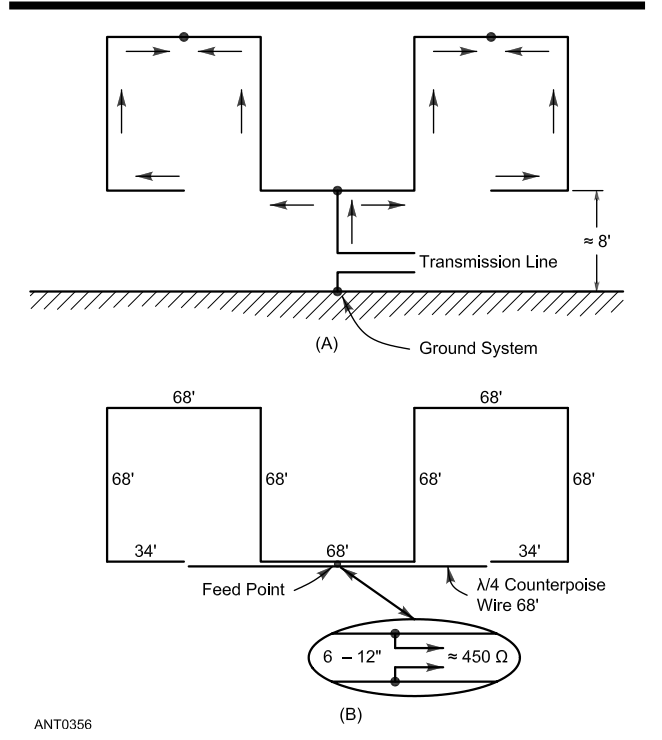 ≈ 8'
Transmission Line
(A)
Ground System
68'
68'
68'
68'
68'
68'
34'
68'
34'
Feed Point
λ/4 Counterpoise
Wire 68'
6 – 12"
≈ 450 Ω
(B)
ANT0356